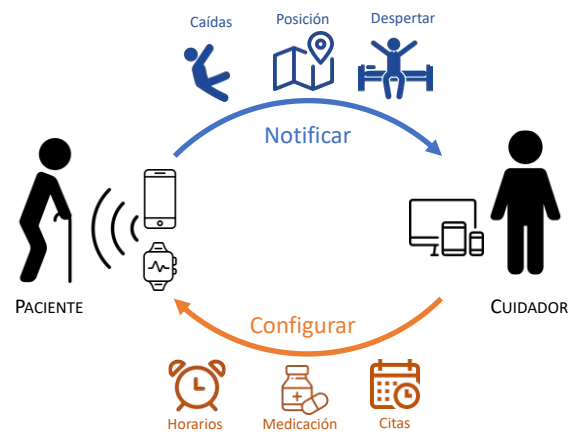 Caídas
Posición
Despertar
Notificar
PACIENTE
CUIDADOR
Configurar
Horarios
Medicación
Citas